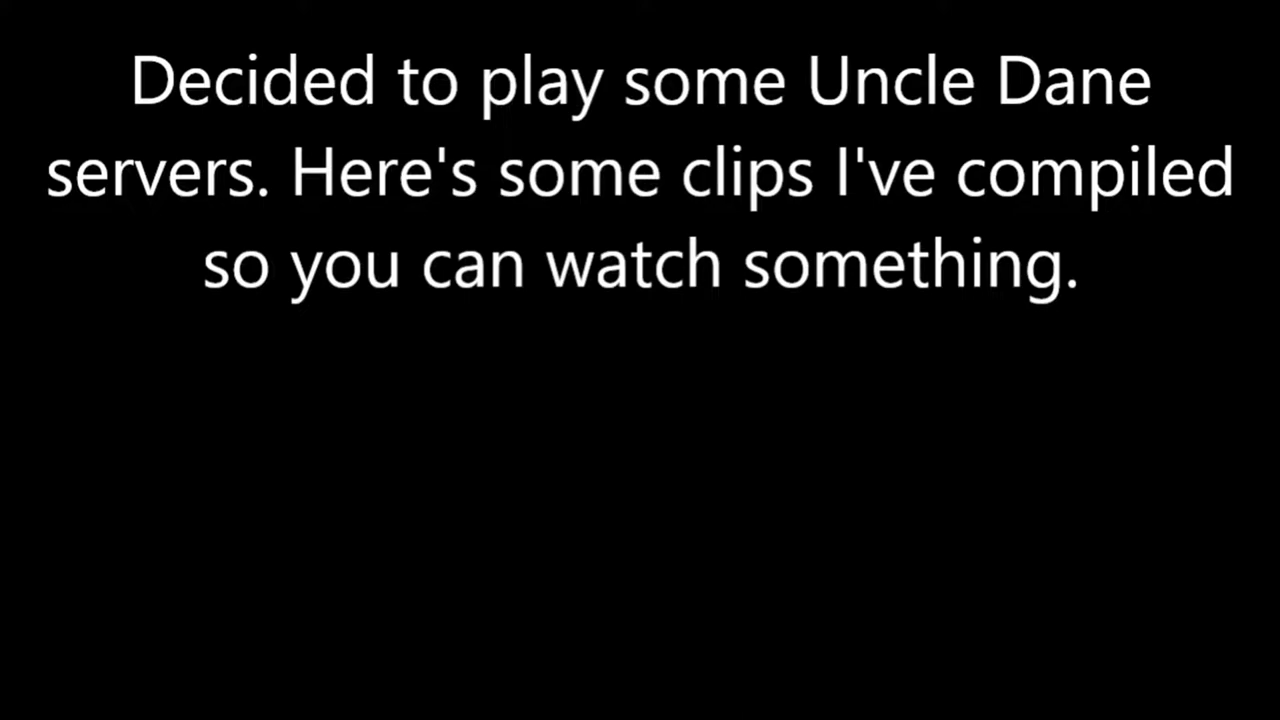 Decided to play some Uncle Dane
servers. Here's some clips I've compiled
so you can watch something.